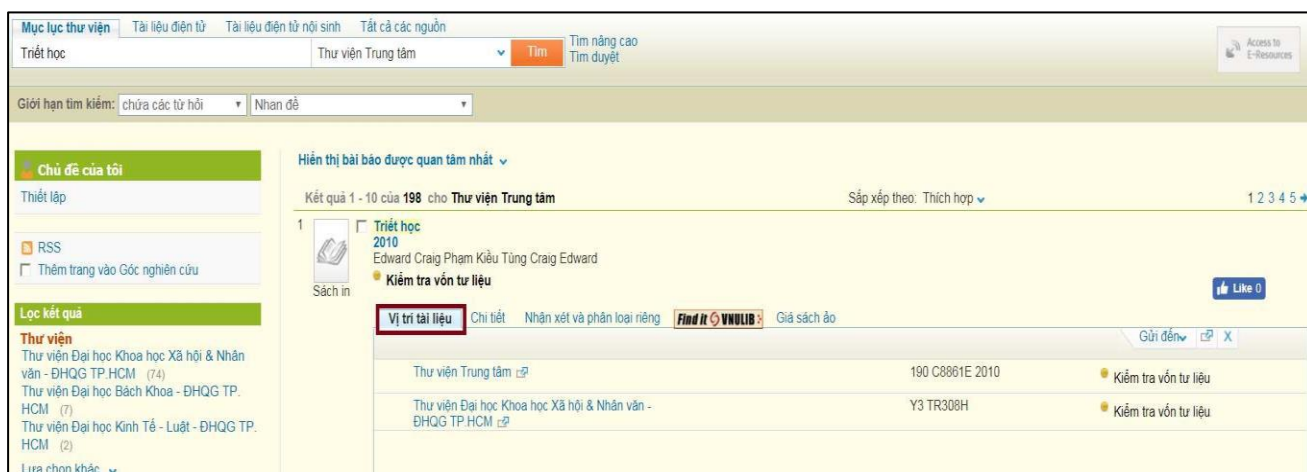 Mục lục thư viện Tài liệu điện tử Tài liệu điện tử nội sinh Tất cả các nguồn
Triết học Thư viện Trung tâm Tìm Tìm nâng cao
Tìm duyệt
Access to
E-Resources
Giới hạn tìm kiếm: chứa các từ hỏi Nhan đề
Chủ đề của tôi
Thiết lập
RSS
Thêm trang vào Góc nghiên cứu
Lọc kết quả
Thư viện
Thư viện Đại học Khoa học Xã hội & Nhân
văn - ĐHQG TP.HCM (74)
Thư viện Đại học Bách Khoa - ĐHQG TP.
HCM (7)
Thư viện Đại học Kinh Tế - Luật - ĐHQG TP.
HCM (2)
Lựa chọn khác
Hiển thị bài báo được quan tâm nhất
Kết quả 1 - 10 của 198 cho Thư viện Trung tâm Sắp xếp theo: Thích hợp 1 2 3 4 5
1 Triết học
2010
Edward Craig Phạm Kiều Tùng Craig Edward
Kiểm tra vốn tư liệu
Sách in
Like 0
Vị trí tài liệu Chi tiết Nhận xét và phân loại riêng Find it VNULIB Giá sách ảo
Gửi đến X
Thư viện Trung tâm 190 C8861E 2010 Kiểm tra vốn tư liệu
Thư viện Đại học Khoa học Xã hội & Nhân văn - Y3 TR308H Kiểm tra vốn tư liệu
ĐHQG TP.HCM